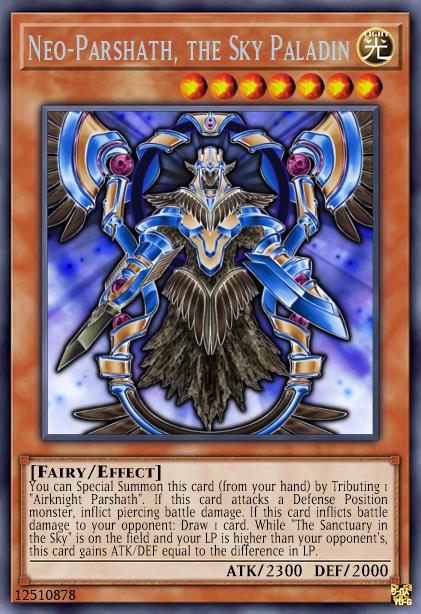 Neo-Parshath, the Sky Paladin
LIGHT
光
[Fairy/Effect]
You can Special Summon this card (from your hand) by Tributing 1
"Airknight Parshath". If this card attacks a Defense Position
monster, inflict piercing battle damage. If this card inflicts battle
damage to your opponent: Draw 1 card. While "The Sanctuary in
the Sky" is on the field and your LP is higher than your opponent's,
this card gains ATK/DEF equal to the difference in LP.
ATK/2300 DEF/2000
12510878